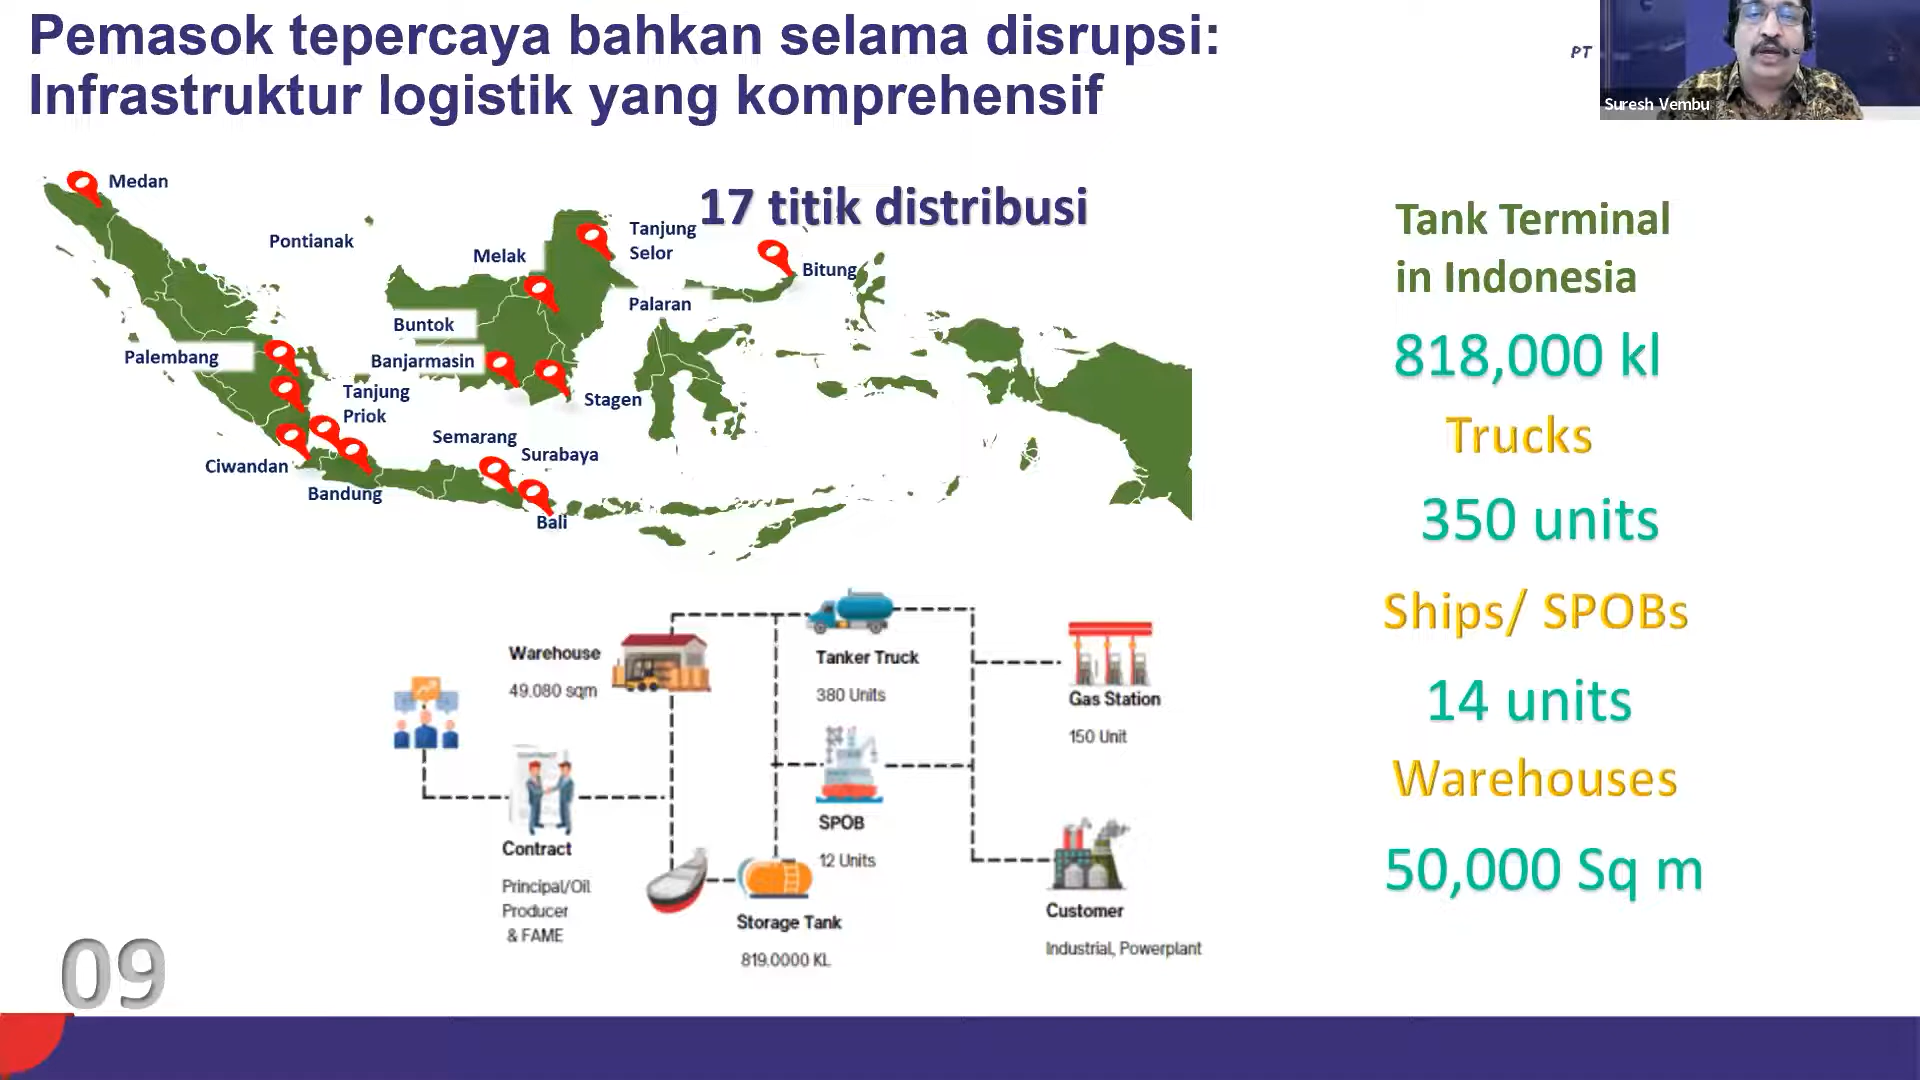 Pemasok tepercaya bahkan selama disrupsi:
Infrastruktur logistik yang komprehensif
PT
Suresh Vembu
17 titik distribusi
Medan
Pontianak
Melak
Tanjung
Selor
Bitung
Palaran
Buntok
Palembang
Banjarmasin
Tanjung
Priok
Stagen
Semarang
Surabaya
Ciwandan
Bandung
Bali
Tank Terminal
in Indonesia
818,000 kl
Trucks
350 units
Ships/ SPOBs
14 units
Warehouses
50,000 Sq m
Warehouse
49.080 sqm
Tanker Truck
380 Units
Gas Station
150 Unit
SPOB
12 Units
Contract
Principal/Oil
Producer
& FAME
Storage Tank
819.0000 KL
Customer
Industrial, Powerplant
09